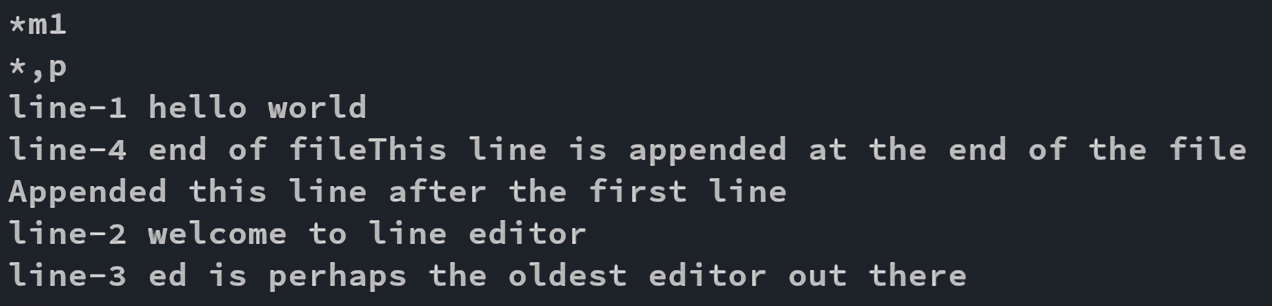 *m1
*,p
line-1 hello world
line-4 end of fileThis line is appended at the end of the file
Appended this line after the first line
line-2 welcome to line editor
line-3 ed is perhaps the oldest editor out there